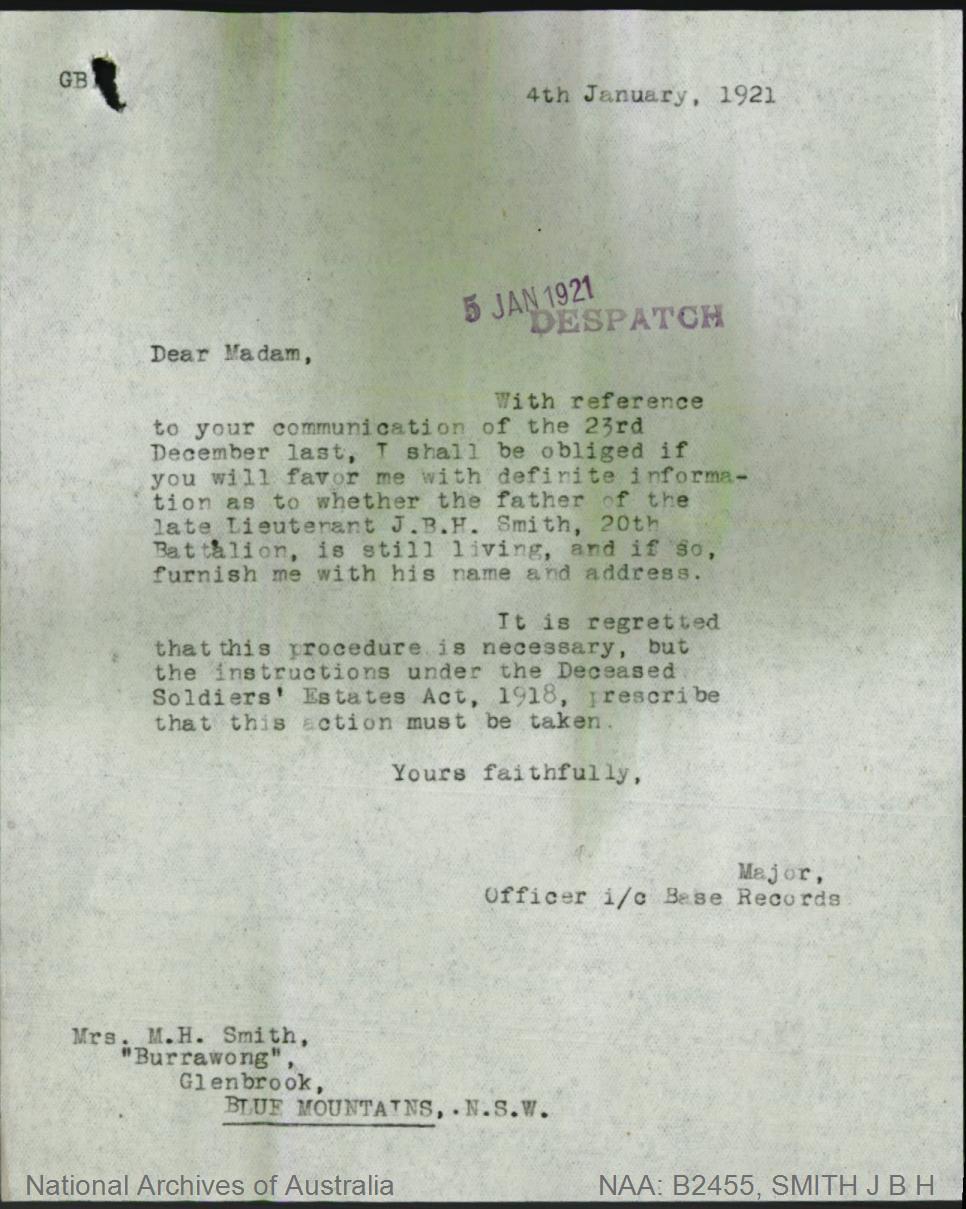 GB
4th January, 1921
5 JAN 1921
DESPATCH
Dear Madam,
With reference
to your communication of the 23rd
December last, I shall be obliged if
you will favor me with definite informa-
tion as to whether the father of the
late Lieutenant J.B.H. Smith, 20th
Battalion, is still living, and if so,
furnish me with his name and address.
It is regretted
that this procedure is necessary, but
the instructions under the Deceased
Soldiers' Estates Act, 1918, prescribe
that this action must be taken.
Yours faithfully,
Major,
Officer i/c Base Records
Mrs. M.H. Smith,
"Burrawong",
Glenbrook,
BLUE MOUNTAINS, .N.S.W.
National Archives of Australia
NAA: B2455, SMITH J B H